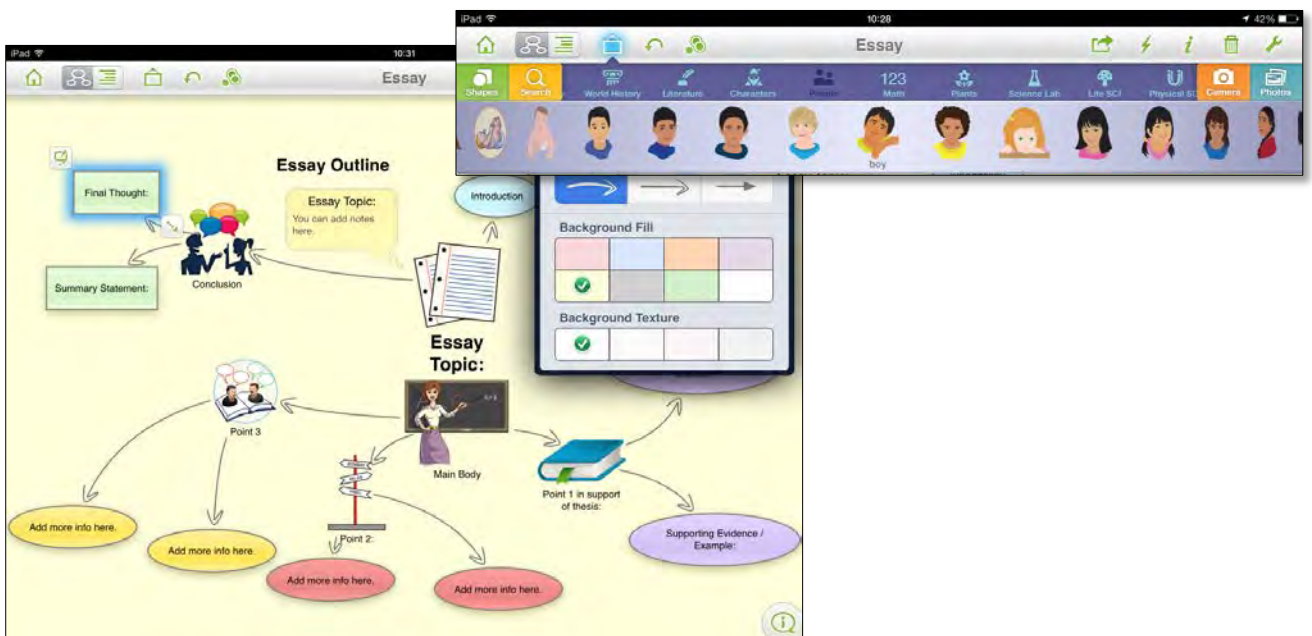 iPad
10:28
42%
Essay
Shapes
Search
World History
Literature
Characters
People
123
Math
Plants
Science Lab
Life SCI
Physical SCI
Camera
Photos
boy
iPad
10:31
Essay
Essay Outline
Final Thought:
Essay Topic:
You can add notes
here.
Introduction
Summary Statement:
Conclusion
Background Fill
Background Texture
Essay
Topic:
Point 3
Main Body
Point 1 in support
of thesis:
Add more info here.
Add more info here.
Point 2:
Supporting Evidence /
Example:
Add more info here.
Add more info here.